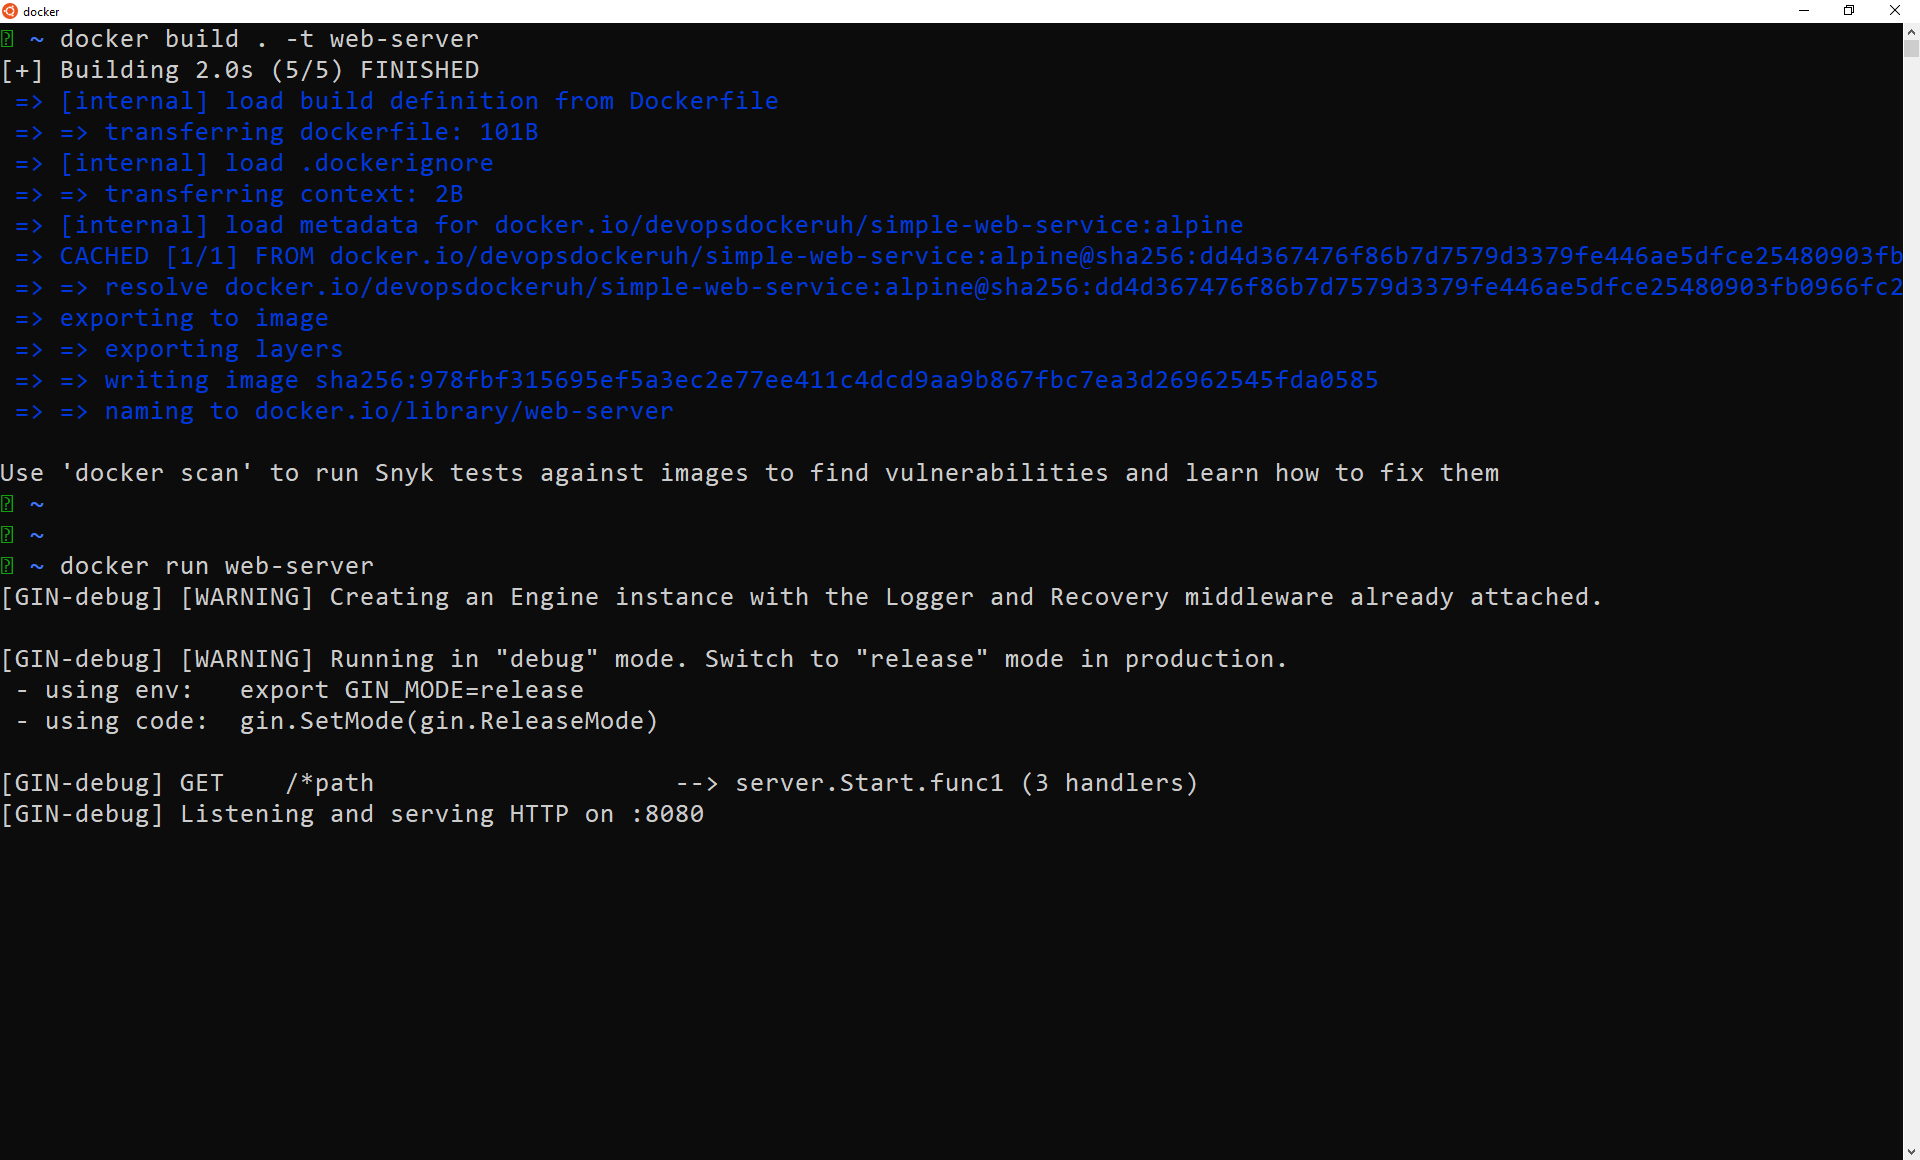 docker
~ docker build . -t web-server
[+] Building 2.0s (5/5) FINISHED
=> [internal] load build definition from Dockerfile
=> => transferring dockerfile: 101B
=> [internal] load .dockerignore
=> => transferring context: 2B
=> [internal] load metadata for docker.io/devopsdockeruh/simple-web-service:alpine
=> CACHED [1/1] FROM docker.io/devopsdockeruh/simple-web-service:alpine@sha256:dd4d367476f86b7d7579d3379fe446ae5dfce25480903fb
=> => resolve docker.io/devopsdockeruh/simple-web-service:alpine@sha256:dd4d367476f86b7d7579d3379fe446ae5dfce25480903fb0966fc2
=> exporting to image
=> => exporting layers
=> => writing image sha256:978fbf315695ef5a3ec2e77ee411c4dcd9aa9b867fbc7ea3d26962545fda0585
=> => naming to docker.io/library/web-server
Use 'docker scan' to run Snyk tests against images to find vulnerabilities and learn how to fix them
~
~
~ docker run web-server
[GIN-debug] [WARNING] Creating an Engine instance with the Logger and Recovery middleware already attached.
[GIN-debug] [WARNING] Running in "debug" mode. Switch to "release" mode in production.
- using env:   export GIN_MODE=release
- using code:  gin.SetMode(gin.ReleaseMode)
[GIN-debug] GET    /*path                    --> server.Start.func1 (3 handlers)
[GIN-debug] Listening and serving HTTP on :8080